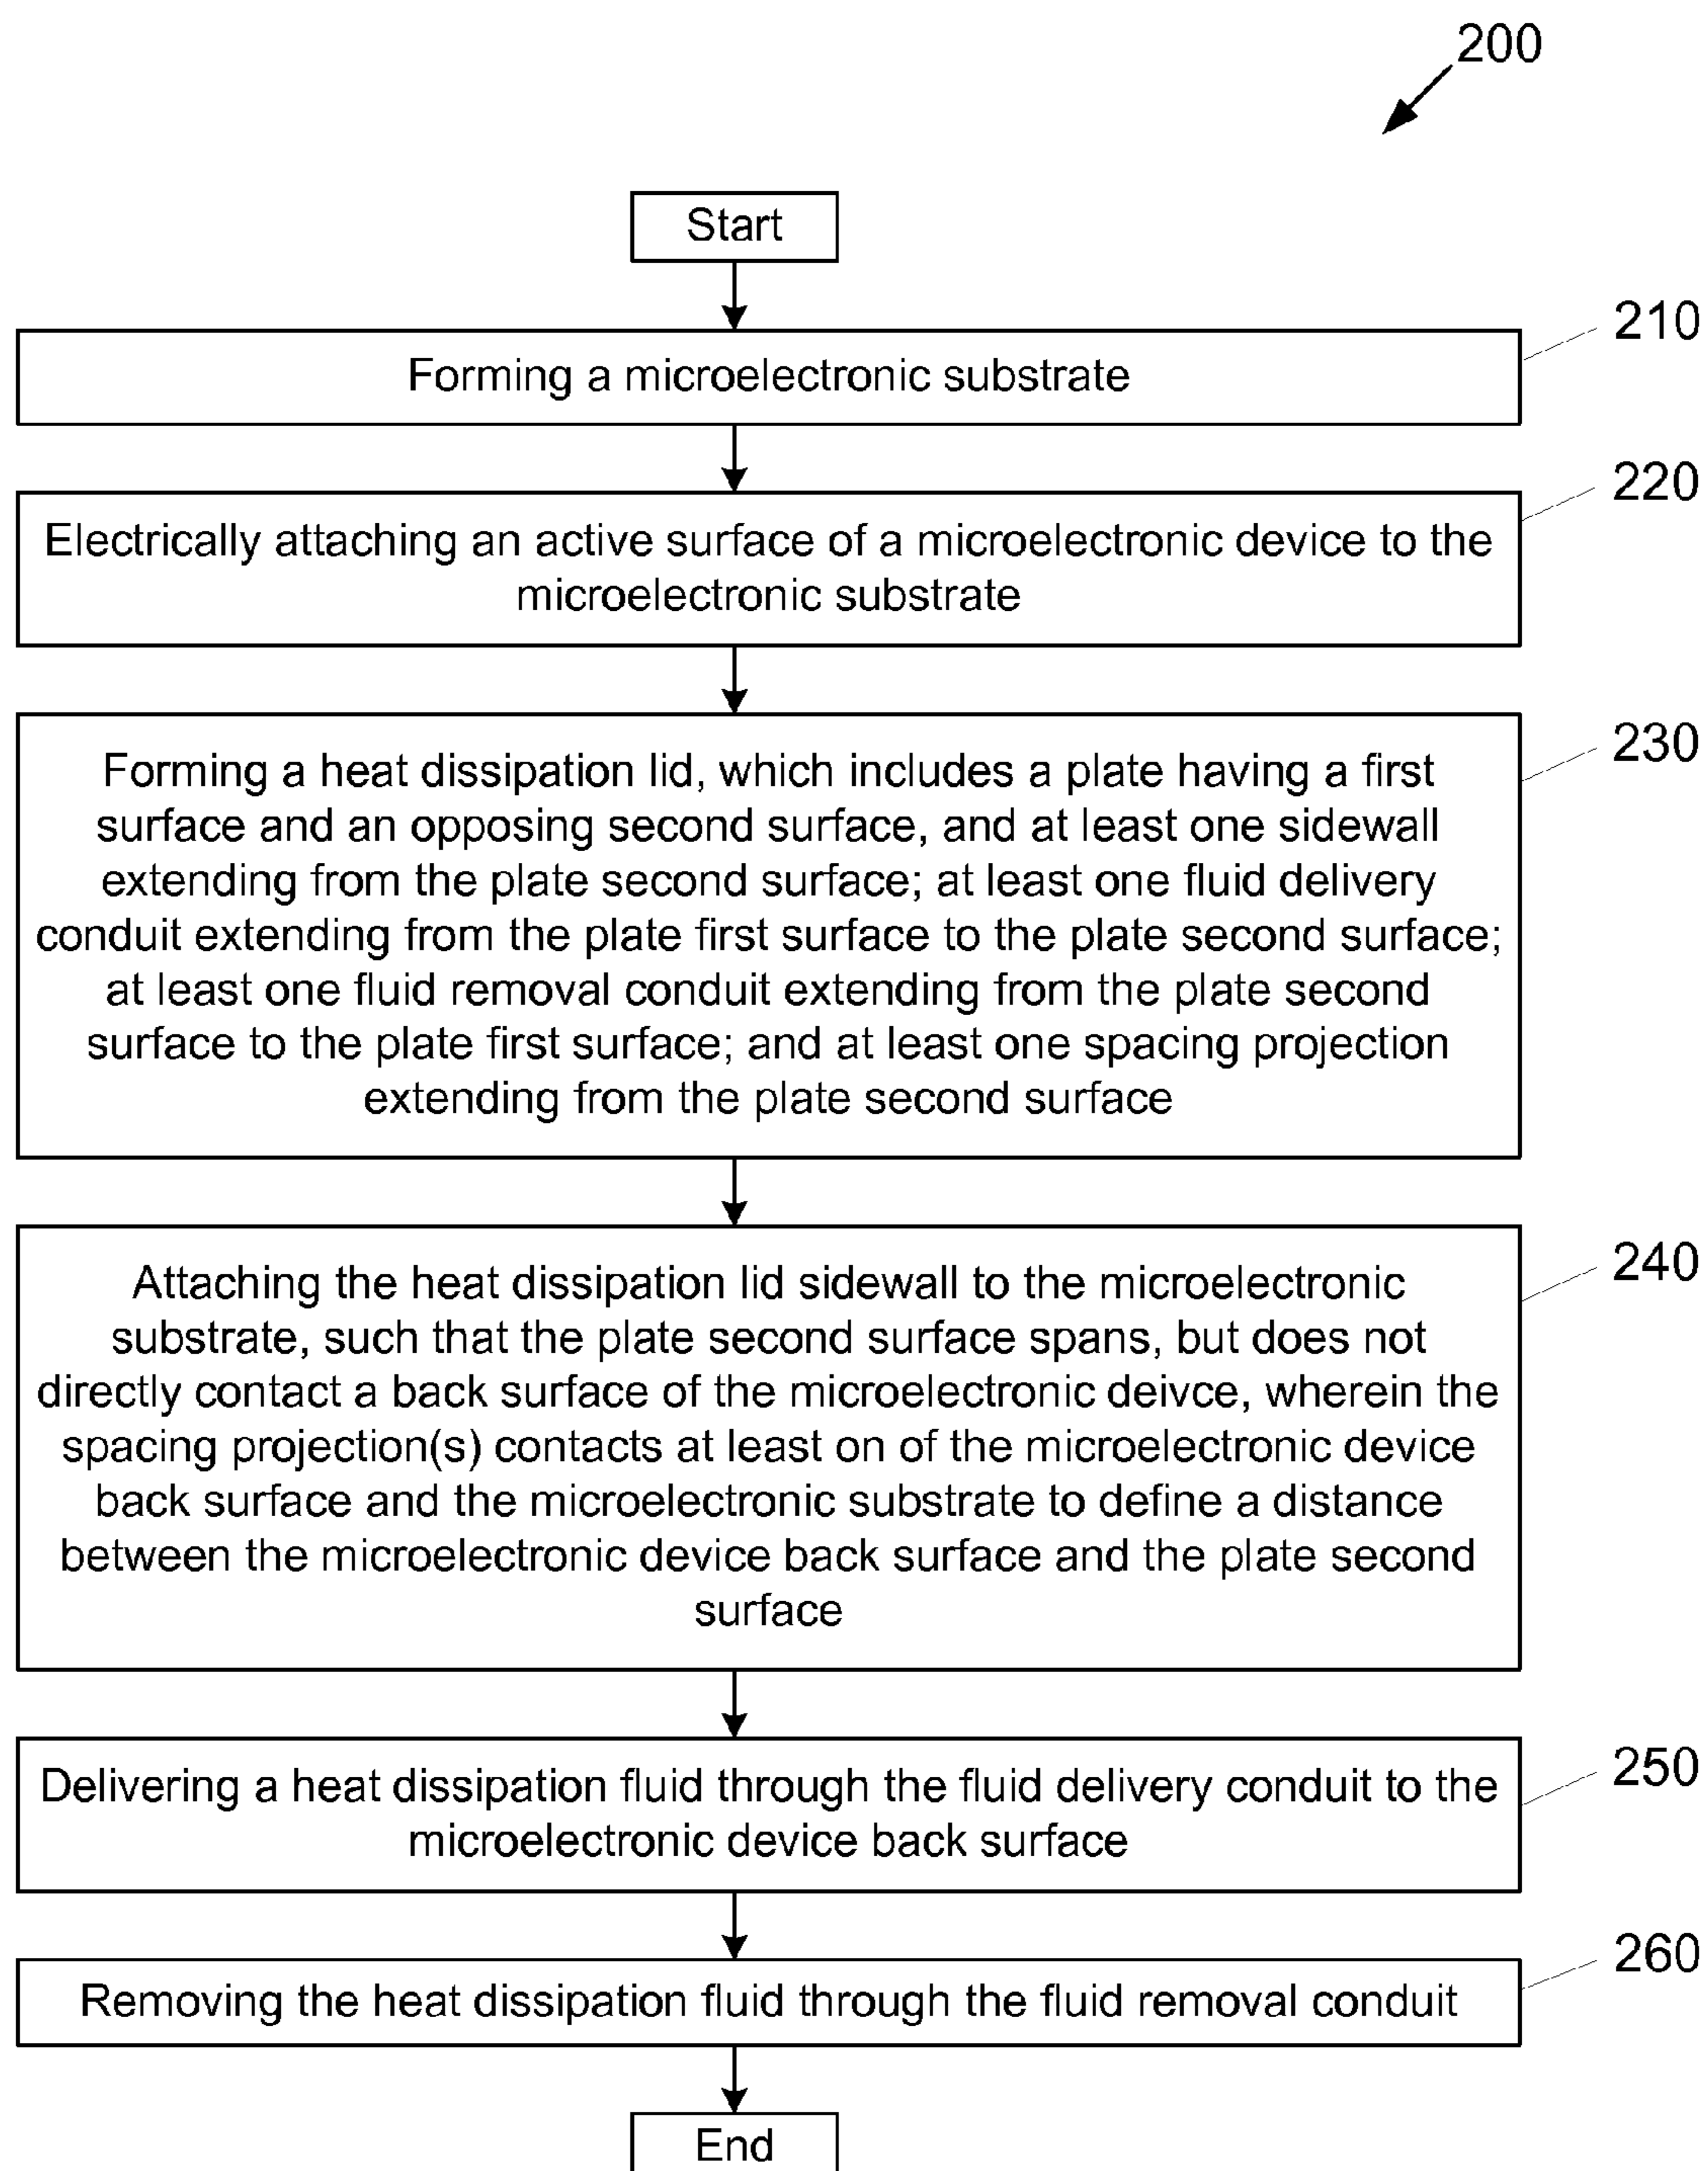 200
Start
210
Forming a microelectronic substrate
220
Electrically attaching an active surface of a microelectronic device to the
microelectronic substrate
230
Forming a heat dissipation lid, which includes a plate having a first
surface and an opposing second surface, and at least one sidewall
extending from the plate second surface; at least one fluid delivery
conduit extending from the plate first surface to the plate second surface;
at least one fluid removal conduit extending from the plate second
surface to the plate first surface; and at least one spacing projection
extending from the plate second surface
240
Attaching the heat dissipation lid sidewall to the microelectronic
substrate, such that the plate second surface spans, but does not
directly contact a back surface of the microelectronic deivce, wherein the
spacing projection(s) contacts at least on of the microelectronic device
back surface and the microelectronic substrate to define a distance
between the microelectronic device back surface and the plate second
surface
250
Delivering a heat dissipation fluid through the fluid delivery conduit to the
microelectronic device back surface
260
Removing the heat dissipation fluid through the fluid removal conduit
End